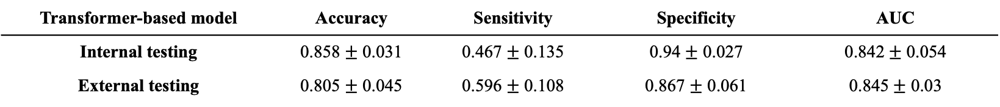 Transformer-based model Accuracy Sensitivity Specificity AUC
Internal testing 0.858 ± 0.031 0.467 ± 0.135 0.94 ± 0.027 0.842 ± 0.054
External testing 0.805 ± 0.045 0.596 ± 0.108 0.867 ± 0.061 0.845 ± 0.03